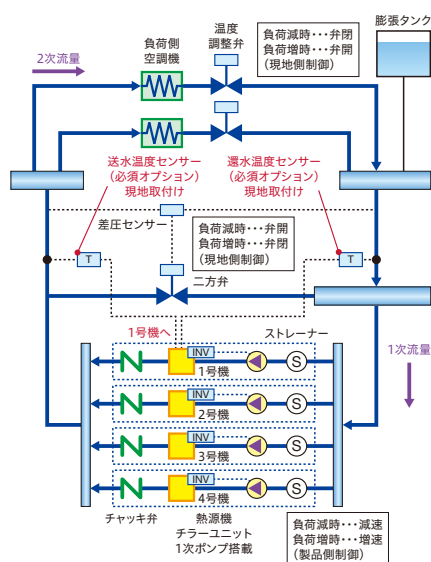 2次流量
負荷側
空調機
温度
調整弁
負荷減時・・・弁閉
負荷増時・・・弁開
(現地側制御)
膨張タンク
送水温度センサー
(必須オプション)
現地取付け
還水温度センサー
(必須オプション)
現地取付け
差圧センサー
負荷減時・・・弁開
負荷増時・・・弁閉
(現地側制御)
T
T
二方弁
1号機へ
ストレーナー
1次流量
INV
S
1号機
INV
S
2号機
INV
S
3号機
INV
S
4号機
チャッキ弁
熱源機
チラーユニット
1次ポンプ搭載
負荷減時・・・減速
負荷増時・・・増速
(製品側制御)